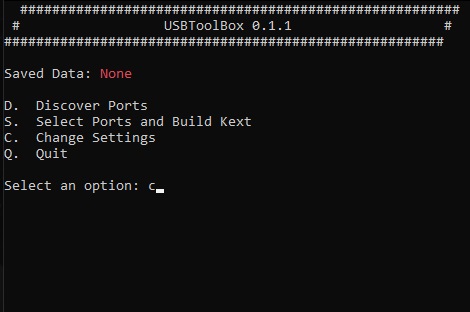 #######################################################
# USBToolBox 0.1.1 #
#######################################################
Saved Data: None
D. Discover Ports
S. Select Ports and Build Kext
C. Change Settings
Q. Quit
Select an option: c